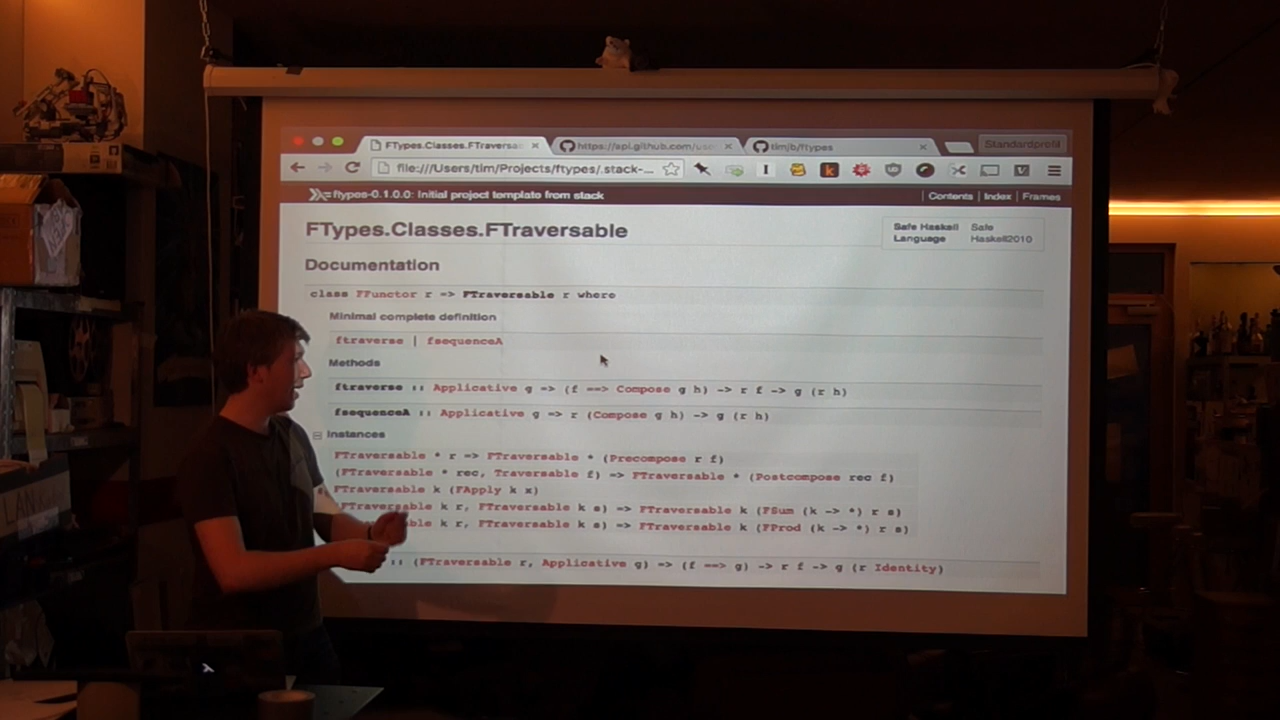 FTypes.Classes.FTraversa
https://api.github.com/use
timjb/ftypes
Standardprofil
file:///Users/tim/Projects/ftypes/.stack-...
ftypes-0.1.0.0: Initial project template from stack
Contents | Index | Frames
FTypes.Classes.FTraversable
Safe Haskell Safe
Language Haskell2010
Documentation
class FFunctor r => FTraversable r where
Minimal complete definition
ftraverse | fsequenceA
Methods
ftraverse :: Applicative g => (f ==> Compose g h) -> r f -> g (r h)
fsequenceA :: Applicative g => r (Compose g h) -> g (r h)
Instances
FTraversable * r => FTraversable * (Precompose r f)
(FTraversable * rec, Traversable f) => FTraversable * (Postcompose rec f)
FTraversable k (FApply k x)
FTraversable k r, FTraversable k s) => FTraversable k (FSum (k -> *) r s)
able k r, FTraversable k s) => FTraversable k (FProd (k -> *) r s)
:: (FTraversable r, Applicative g) => (f ==> g) -> r f -> g (r Identity)
LAN